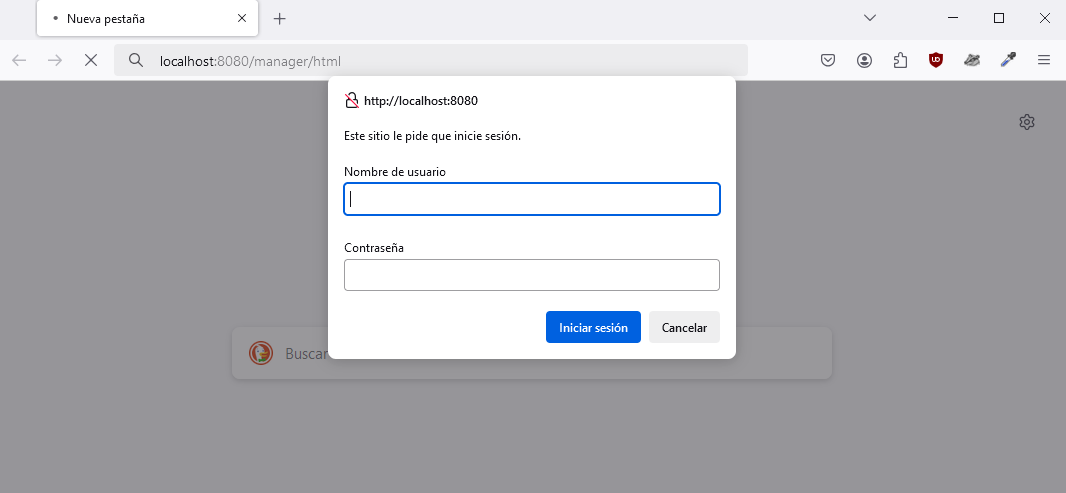 Nueva pestaña
localhost:8080/manager/html
http://localhost:8080
Este sitio le pide que inicie sesión.
Nombre de usuario
Contraseña
Iniciar sesión Cancelar
Buscar